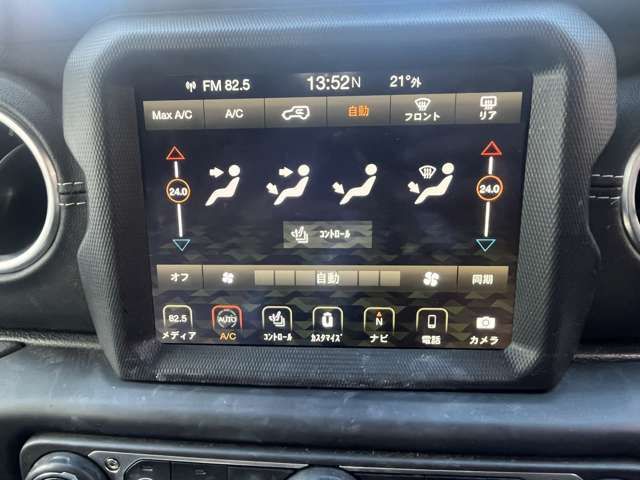 FM 82.5 13:52 N 21°外
Max A/C A/C 自動 フロント リア
24.0 24.0
コントロール
オフ 自動 同期
82.5 AUTO N
メディア A/C コントロール カスタマイズ ナビ 電話 カメラ